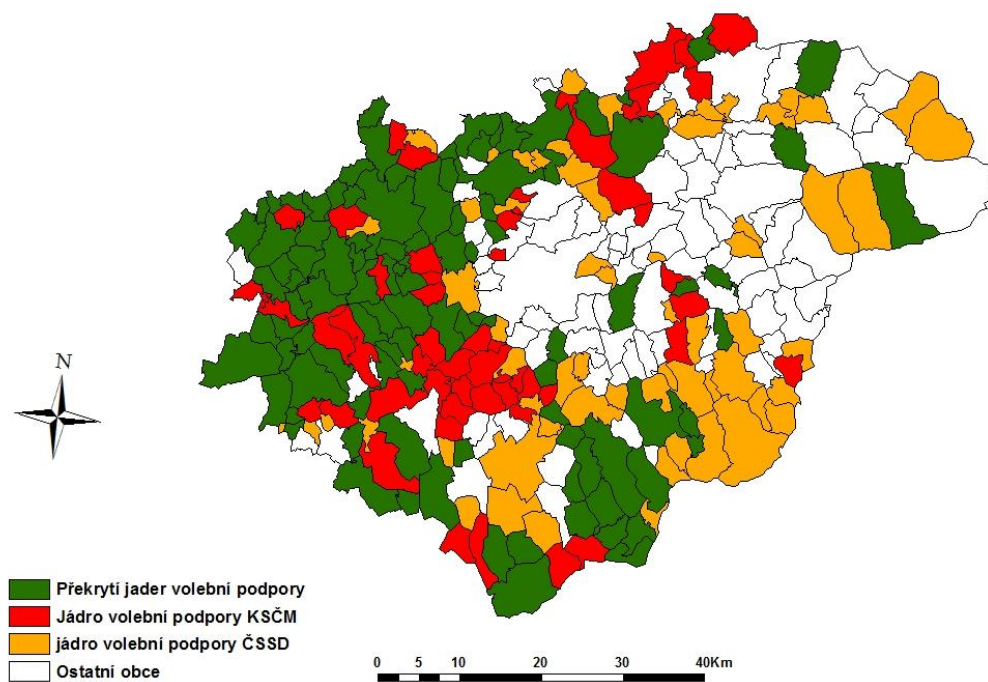 N
Překrytí jader volební podpory
Jádro volební podpory KSČM
jádro volební podpory ČSSD
Ostatní obce
0 5 10 20 30 40Km